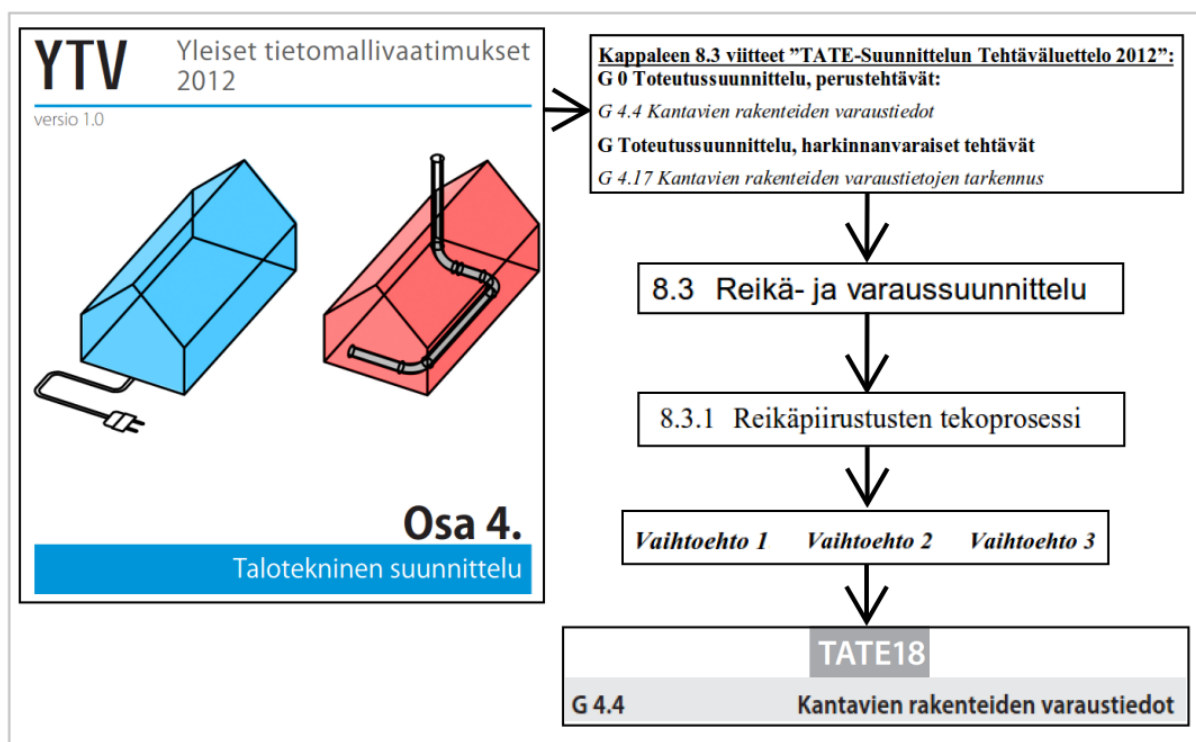 YTV
Yleiset tietomallivaatimukset
2012
versio 1.0
Osa 4.
Talotekninen suunnittelu
Kappaleen 8.3 viitteet "TATE-Suunnittelun Tehtäväluettelo 2012":
G 0 Toteutussuunnittelu, perustehtävät:
G 4.4 Kantavien rakenteiden varaustiedot
G Toteutussuunnittelu, harkinnanvaraiset tehtävät
G 4.17 Kantavien rakenteiden varaustietojen tarkennus
8.3 Reikä- ja varaussuunnittelu
8.3.1 Reikäpiirustusten tekoprosessi
Vaihtoehto 1 Vaihtoehto 2 Vaihtoehto 3
TATE18
G 4.4 Kantavien rakenteiden varaustiedot